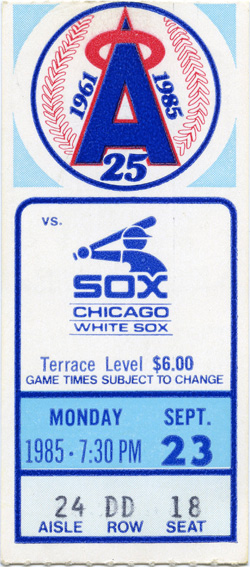 1961 A 1985
25
VS.
SOX
CHICAGO
WHITE SOX
Terrace Level $6.00
GAME TIMES SUBJECT TO CHANGE
MONDAY SEPT.
1985 • 7:30 PM 23
24 DD 18
AISLE ROW SEAT